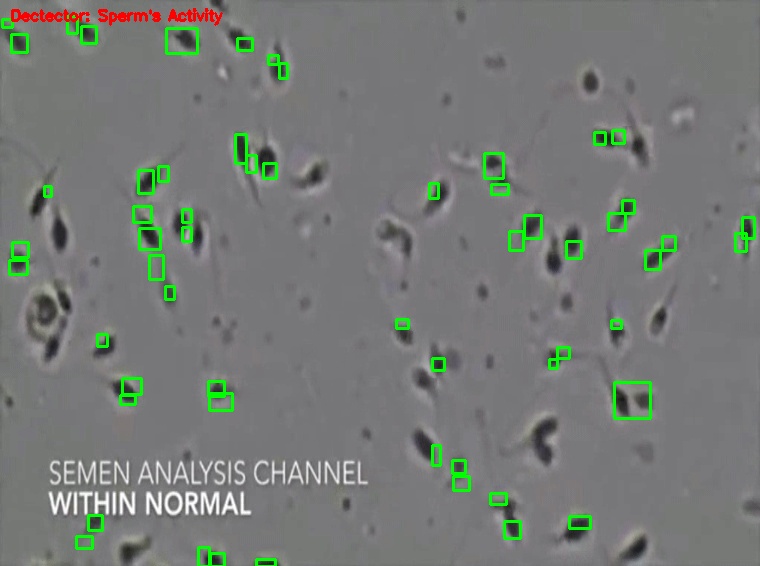 Dectector: Sperm's Activity
SEMEN ANALYSIS CHANNEL
WITHIN NORMAL